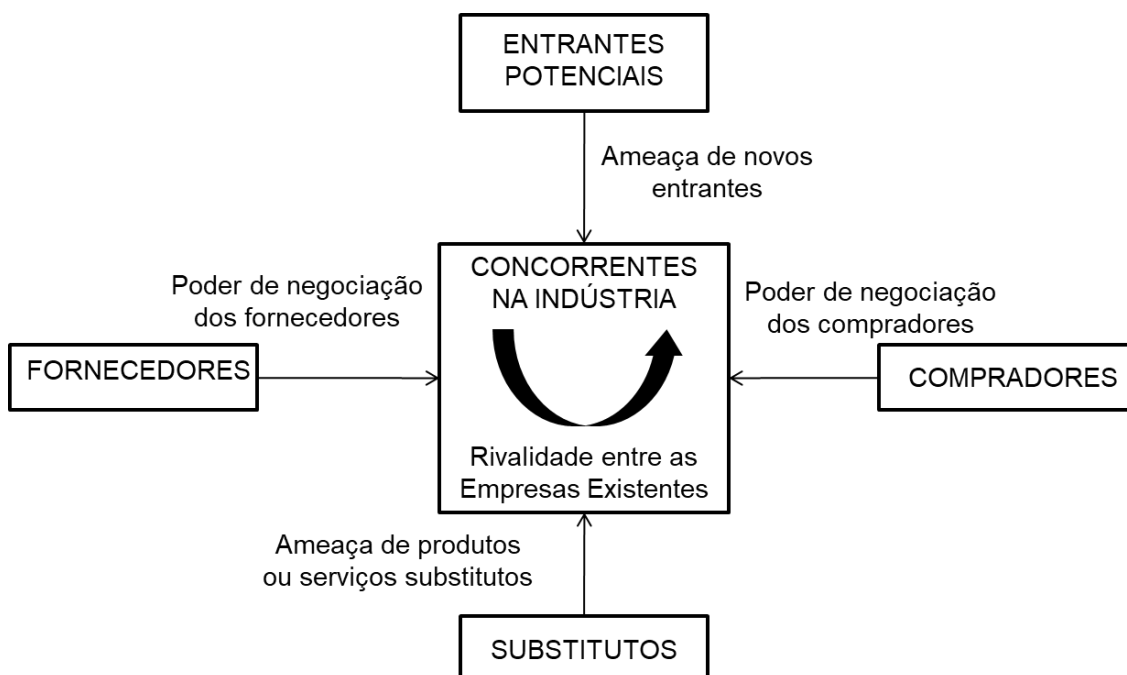 ENTRANTES
POTENCIAIS
Ameaça de novos
entrantes
CONCORRENTES
NA INDÚSTRIA
Poder de negociação
dos fornecedores
Poder de negociação
dos compradores
FORNECEDORES
COMPRADORES
Rivalidade entre as
Empresas Existentes
Ameaça de produtos
ou serviços substitutos
SUBSTITUTOS